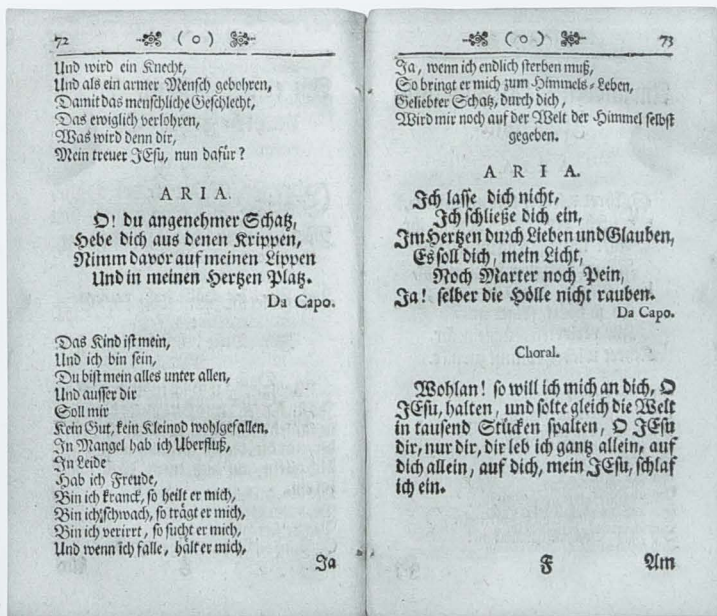 72 ( o )
Und wird ein Knecht,
Und als ein armer Mensch gebohren,
Damit das menschliche Geschlecht,
Das ewiglich verlohren,
Was wird denn dir,
Mein treuer JEsu, nun dafür?
ARIA.
O! du angenehmer Schatz,
Hebe dich aus denen Krippen,
Nimm davor auf meinen Lippen
Und in meinen Hertzen Platz.
Da Capo.
Das Kind ist mein,
Und ich bin sein,
Du bist mein alles unter allen,
Und ausser dir
Soll mir
Kein Gut, kein Kleinod wohlgefallen.
In Mangel hab ich Uberfluß,
In Leide
Hab ich Freude,
Bin ich kranck, so heilt er mich,
Bin ich schwach, so trägt er mich,
Bin ich verirrt, so sucht er mich,
Und wenn ich falle, hält er mich,
Ja
( o ) 73
Ja, wenn ich endlich sterben muß,
So bringt er mich zum Himmels-Leben,
Geliebter Schatz, durch dich,
Wird mir noch auf der Welt der Himmel selbst
gegeben.
ARIA.
Ich lasse dich nicht,
Ich schließe dich ein,
Im Hertzen durch Lieben und Glauben,
Es soll dich, mein Licht,
Noch Marter noch Pein,
Ja! selber die Hölle nicht rauben.
Da Capo.
Choral.
Wohlan! so will ich mich an dich, O
JEsu, halten, und solte gleich die Welt
in tausend Stücken spalten, O JEsu
dir, nur dir, dir leb ich gantz allein, auf
dich allein, auf dich, mein JEsu, schlaf
ich ein.
F Am